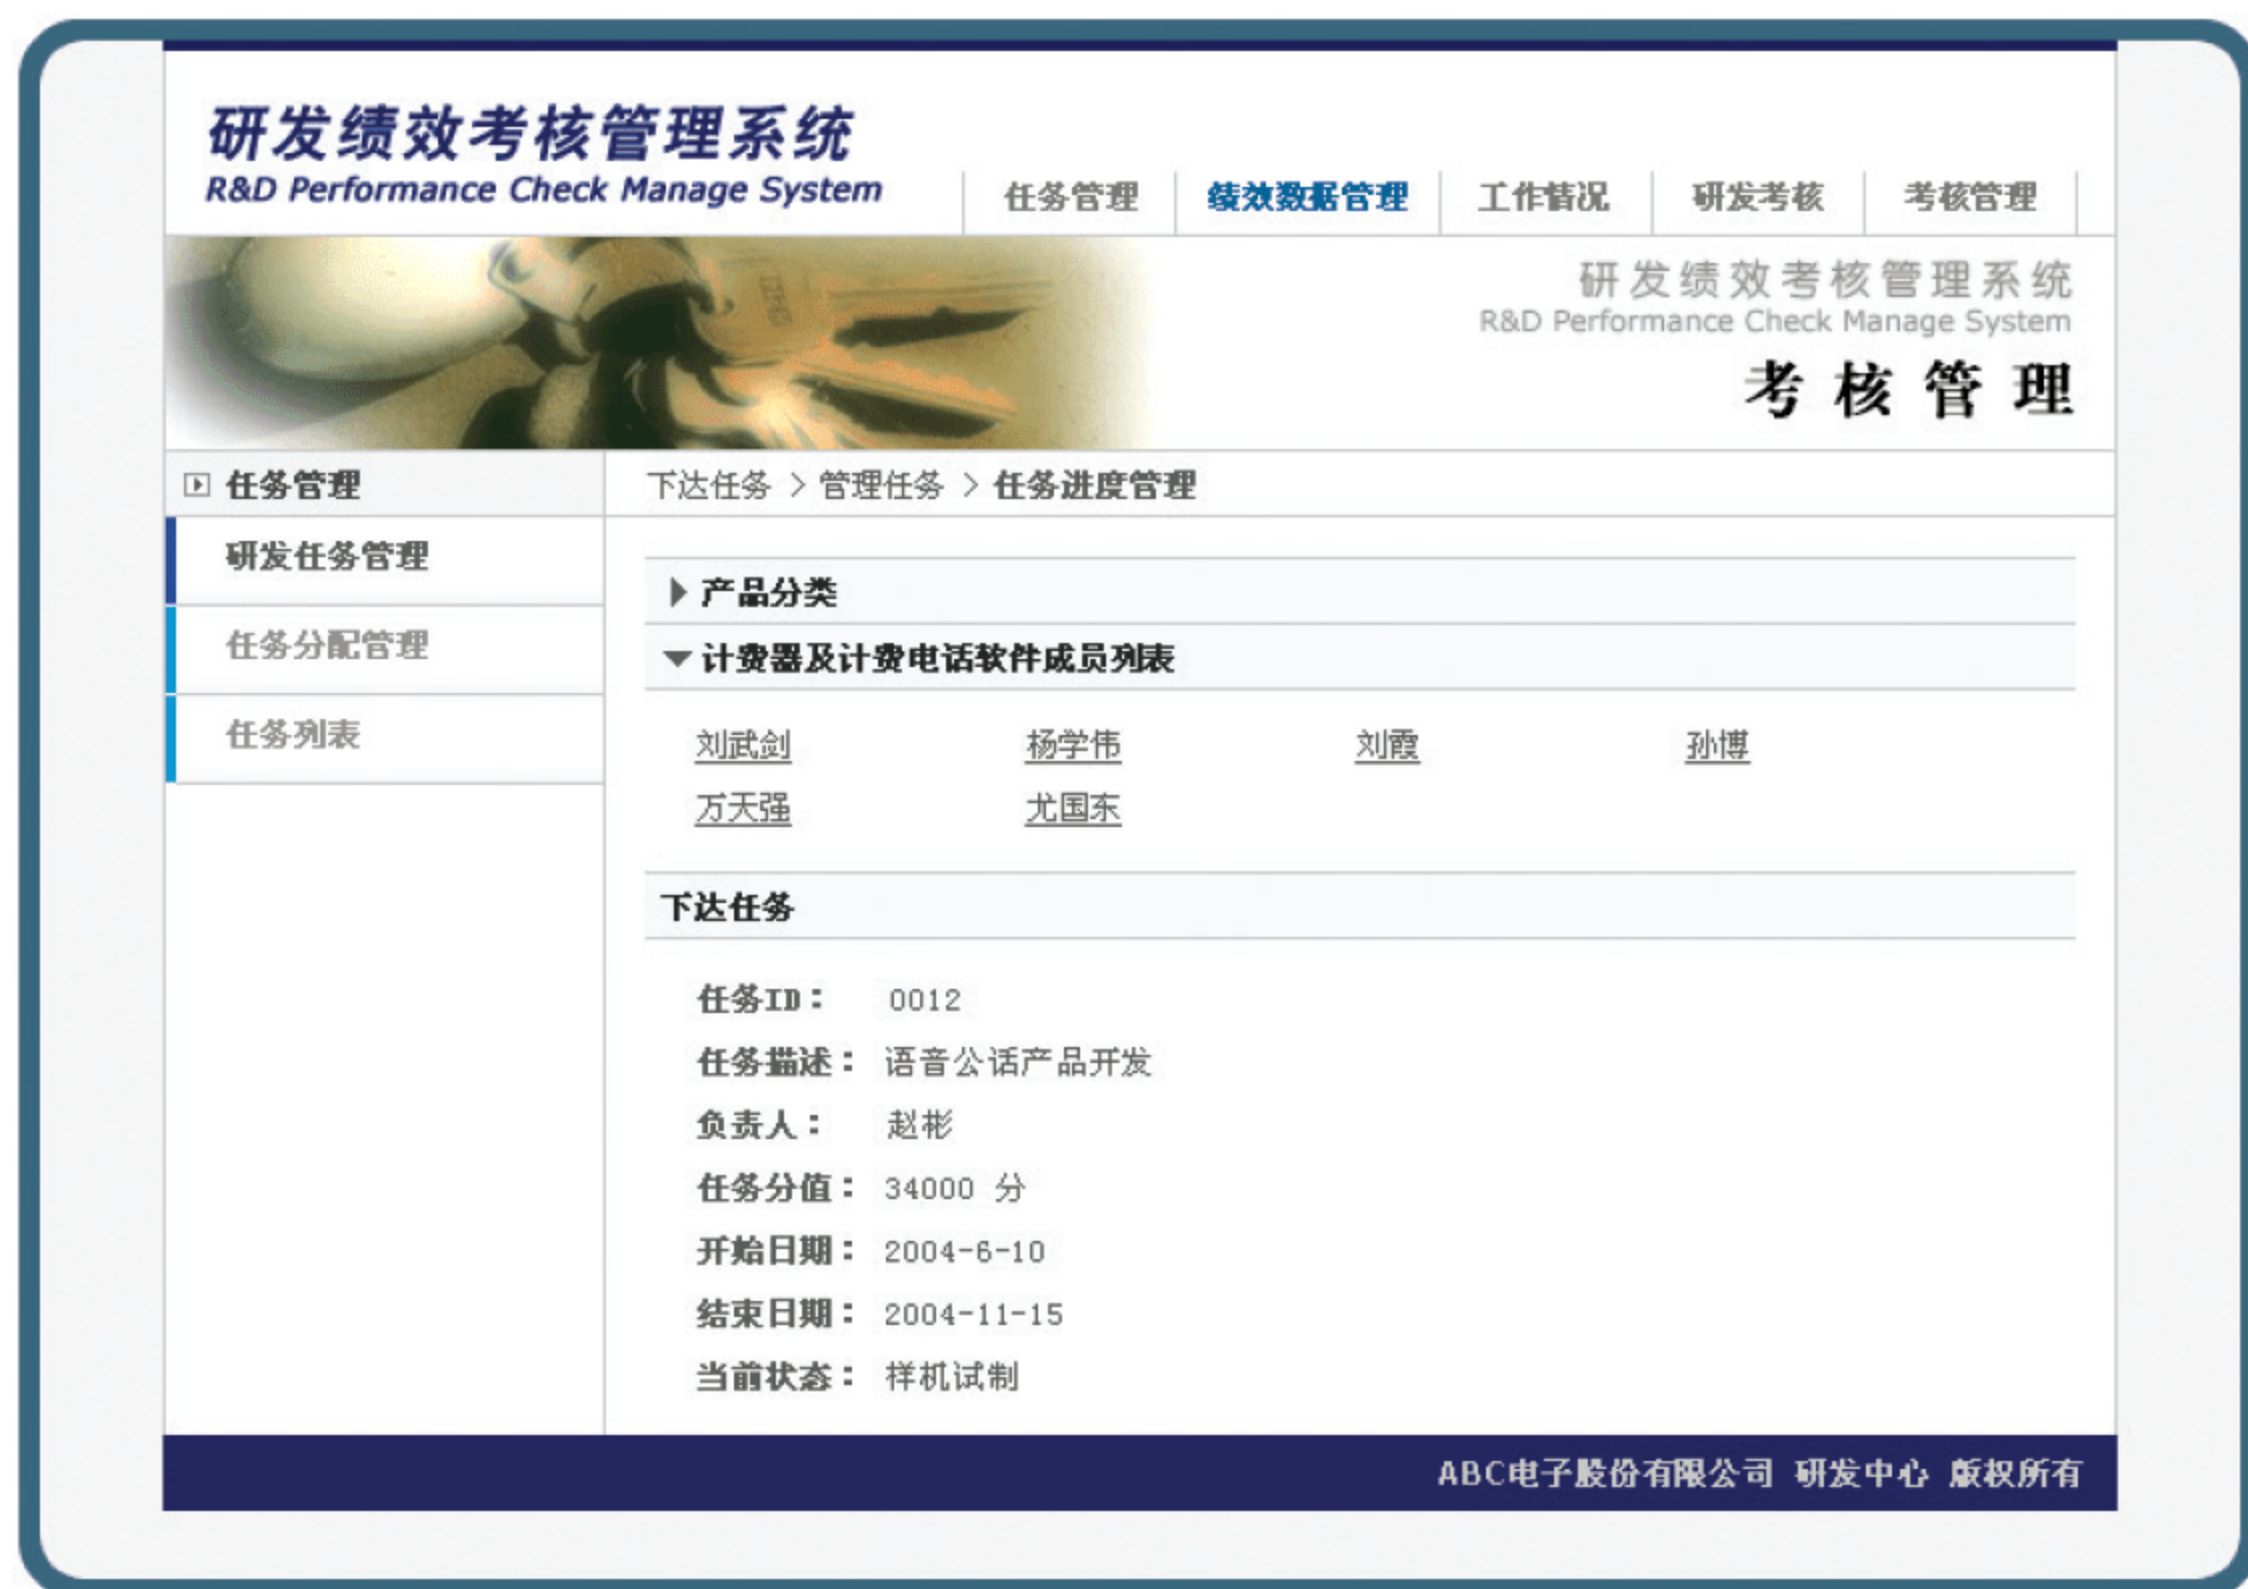 研发绩效考核管理系统
R&D Performance Check Manage System
任务管理 绩效数据管理 工作情况 研发考核 考核管理
研发绩效考核管理系统
R&D Performance Check Manage System
考核管理
任务管理
下达任务 > 管理任务 > 任务进度管理
研发任务管理
任务分配管理
任务列表
产品分类
计费器及计费电话软件成员列表
刘武剑 杨学伟 刘霞 孙博
万天强 尤国东
下达任务
任务ID: 0012
任务描述: 语音公话产品开发
负责人: 赵彬
任务分值: 34000 分
开始日期: 2004-6-10
结束日期: 2004-11-15
当前状态: 样机试制
ABC电子股份有限公司 研发中心 版权所有